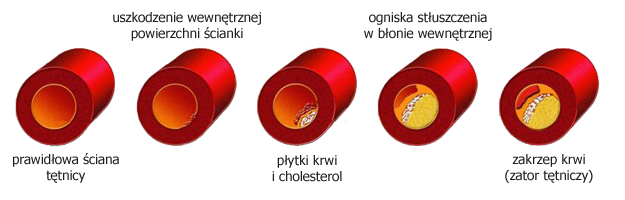 uszkodzenie wewnętrznej
powierzchni ścianki
ogniska stłuszczenia
w błonie wewnętrznej
prawidłowa ściana
tętnicy
płytki krwi
i cholesterol
zakrzep krwi
(zator tętniczy)